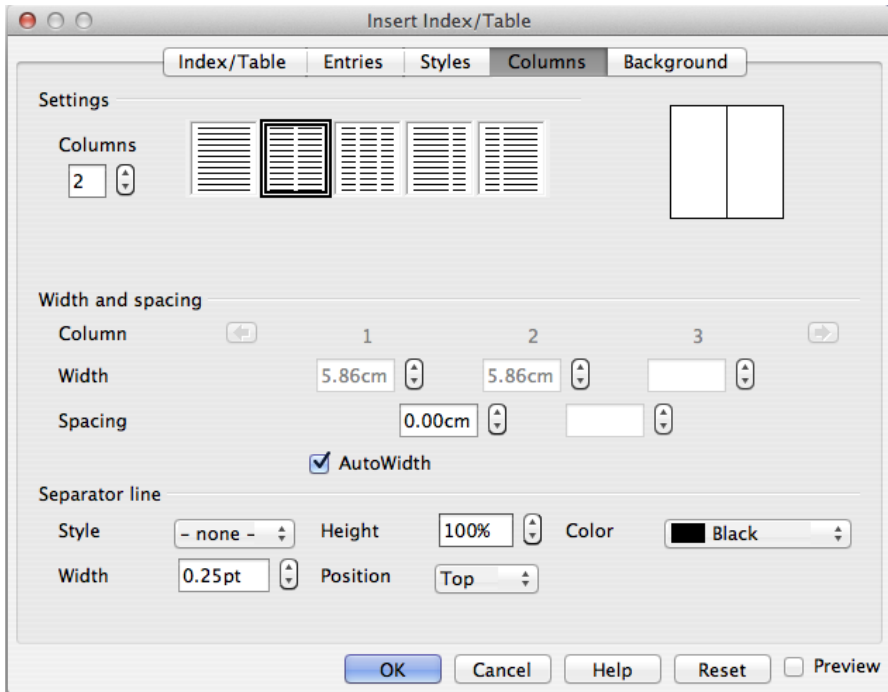 Insert Index/Table
Index/Table Entries Styles Columns Background
Settings
Columns
2
Width and spacing
Column 1 2 3
Width 5.86cm 5.86cm
Spacing 0.00cm
AutoWidth
Separator line
Style – none – Height 100% Color Black
Width 0.25pt Position Top
OK Cancel Help Reset Preview